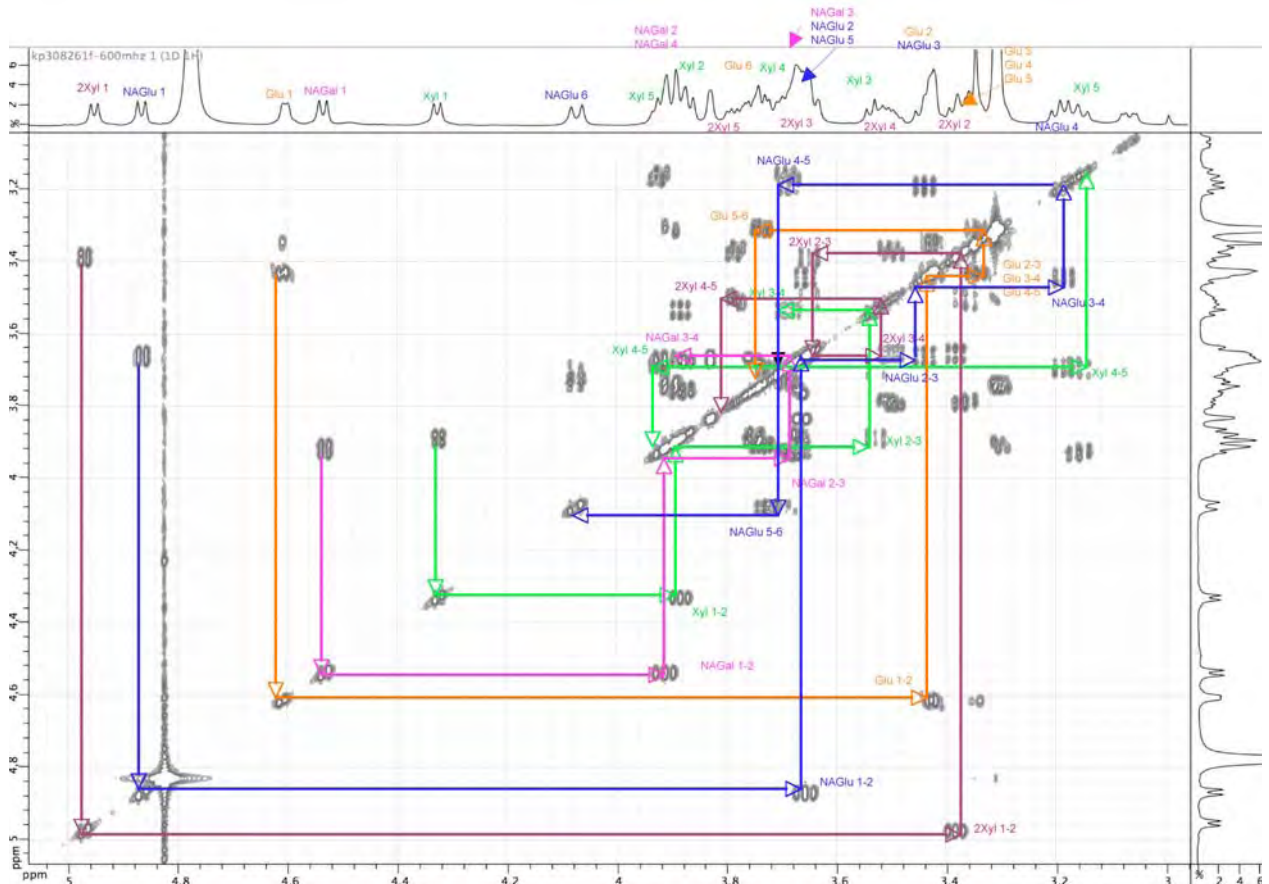 NAGal 3
NAGlu 2
NAGlu 5
NAGal 2
NAGal 4
Glu 2
NAGlu 3
kp308261f-600mhz 1 (1D 1H)
Xyl 2
Glu 6
Xyl 4
Glu 3
Glu 4
Glu 5
2Xyl 1
NAGlu 1
Glu 1
NAGal 1
Xyl 1
NAGlu 6
Xyl 5
Xyl 3
Xyl 5
2Xyl 5
2Xyl 3
2Xyl 4
2Xyl 2
NAGlu 4
% 2 4 6
NAGlu 4-5
3,2
Glu 5-6
2Xyl 2-3
3,4
Glu 2-3
Glu 3-4
Glu 4-5
2Xyl 4-5
Xyl 3-4
NAGlu 3-4
3,6
NAGal 3-4
2Xyl 3-4
Xyl 4-5
NAGlu 2-3
Xyl 4-5
3,8
Xyl 2-3
4
NAGal 2-3
NAGlu 5-6
4,2
4,4
Xyl 1-2
NAGal 1-2
4,6
Glu 1-2
4,8
NAGlu 1-2
2Xyl 1-2
5
ppm
ppm 5 4.8 4.6 4.4 4.2 4 3.8 3.6 3.4 3.2 3 % 2 4 6